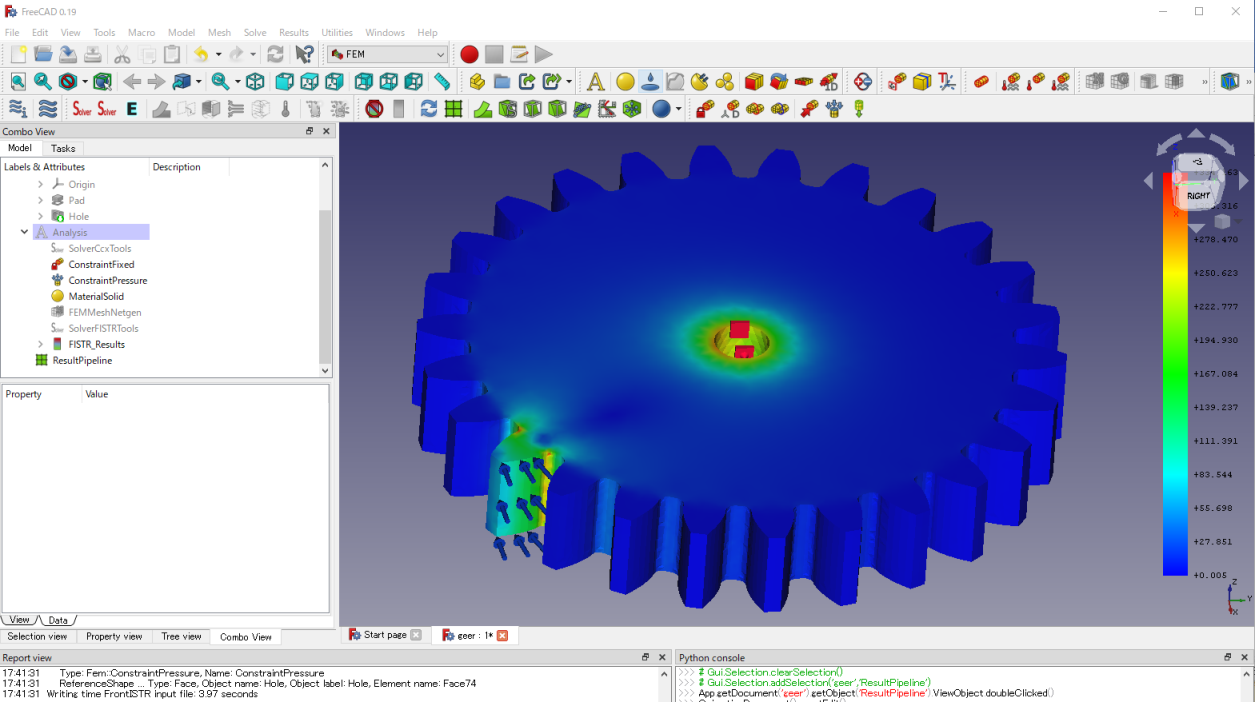 FreeCAD 0.19
File Edit View Tools Macro Model Mesh Solve Results Utilities Windows Help
FEM
Solver Solver E
Combo View
Model Tasks
Labels & Attributes Description
Origin
Pad
Hole
Analysis
SolverCcxTools
ConstraintFixed
ConstraintPressure
MaterialSolid
FEMMeshNetgen
SolverFISTRTools
FISTR_Results
ResultPipeline
Property Value
View Data
Selection view Property view Tree view Combo View
RIGHT
+278.470
+250.623
+222.777
+194.930
+167.084
+139.237
+111.391
+83.544
+55.698
+27.851
+0.005
Z
Y
X
Start page geer : 1*
Report view
17:41:31 Type: Fem::ConstraintPressure, Name: ConstraintPressure
17:41:31 ReferenceShape ... Type: Face, Object name: Hole, Object label: Hole, Element name: Face74
17:41:31 Writing time FrontISTR input file: 3.97 seconds
Python console
>>> # Gui.Selection.clearSelection()
>>> # Gui.Selection.addSelection('geer','ResultPipeline')
>>> App.getDocument('geer').getObject('ResultPipeline').ViewObject.doubleClicked()